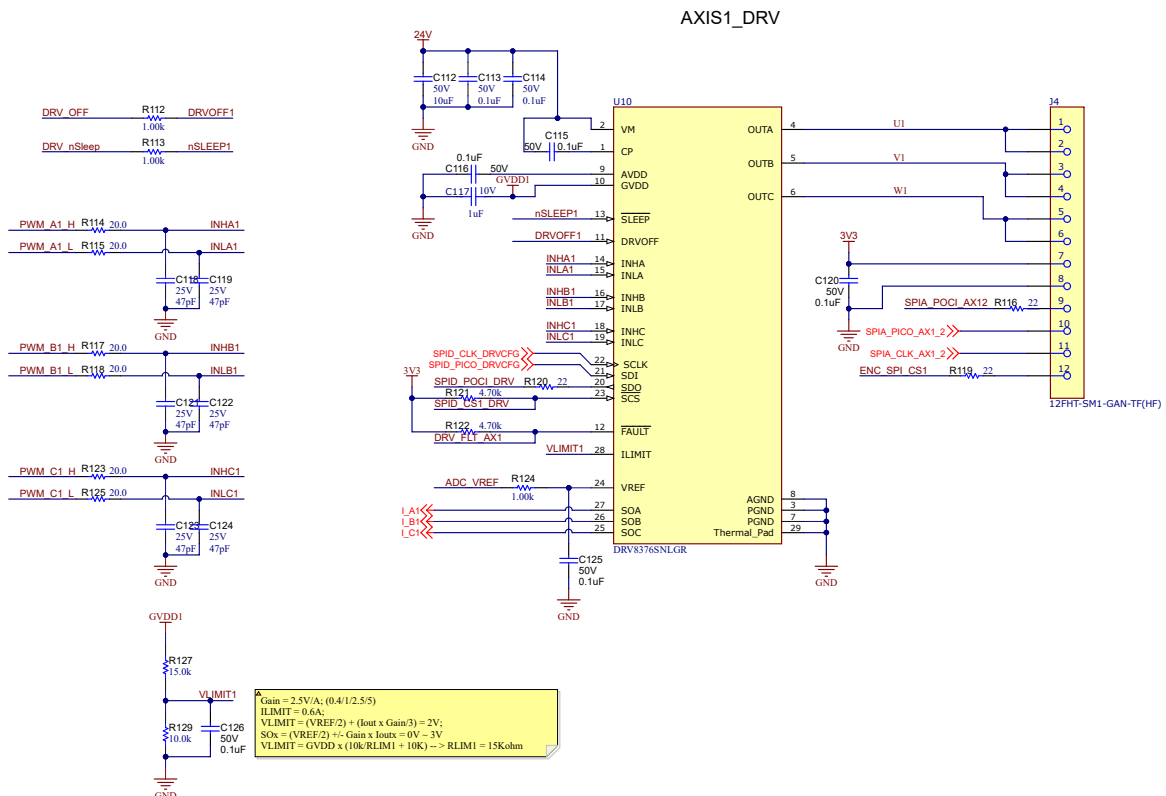 AXIS1_DRV
24V
C112
50V
10uF
C113
50V
0.1uF
C114
50V
0.1uF
GND
DRV_OFF
R112
1.00k
DRVOFF1
DRV_nSleep
R113
1.00k
nSLEEP1
PWM_A1_H
R114
20.0
INHA1
PWM_A1_L
R115
20.0
INLA1
C118
25V
47pF
C119
25V
47pF
GND
PWM_B1_H
R117
20.0
INHB1
PWM_B1_L
R118
20.0
INLB1
C121
25V
47pF
C122
25V
47pF
GND
PWM_C1_H
R123
20.0
INHC1
PWM_C1_L
R125
20.0
INLC1
C123
25V
47pF
C124
25V
47pF
GND
GVDD1
R127
15.0k
VLIMIT1
R129
10.0k
C126
50V
0.1uF
GND
Gain = 2.5V/A; (0.4/1/2.5/5)
ILIMIT = 0.6A;
VLIMIT = (VREF/2) + (Iout x Gain/3) = 2V;
SOx = (VREF/2) +/- Gain x Ioutx = 0V ~ 3V
VLIMIT = GVDD x (10k/RLIM1 + 10K) --> RLIM1 = 15Kohm
C115
50V
0.1uF
0.1uF
C116
50V
GVDD1
C117
10V
1uF
GND
nSLEEP1
DRVOFF1
INHA1
INLA1
INHB1
INLB1
INHC1
INLC1
SPID_CLK_DRVCFG
SPID_PICO_DRVCFG
3V3
SPID_POCI_DRV
R120
22
R121
4.70k
SPID_CS1_DRV
R122
4.70k
DRV_FLT_AX1
VLIMIT1
ADC_VREF
R124
1.00k
I_A1
I_B1
I_C1
C125
50V
0.1uF
GND
U10
2 VM
1 CP
9 AVDD
10 GVDD
13 SLEEP
11 DRVOFF
14 INHA
15 INLA
16 INHB
17 INLB
18 INHC
19 INLC
22 SCLK
21 SDI
20 SDO
23 SCS
12 FAULT
28 ILIMIT
24 VREF
27 SOA
26 SOB
25 SOC
OUTA 4
OUTB 5
OUTC 6
AGND 8
PGND 3
PGND 7
Thermal_Pad 29
DRV8376SNLGR
GND
U1
V1
W1
3V3
C120
50V
0.1uF
GND
SPIA_POCI_AX12
R116
22
SPIA_PICO_AX1_2
SPIA_CLK_AX1_2
ENC_SPI_CS1
R119
22
J4
1
2
3
4
5
6
7
8
9
10
11
12
12FHT-SM1-GAN-TF(HF)